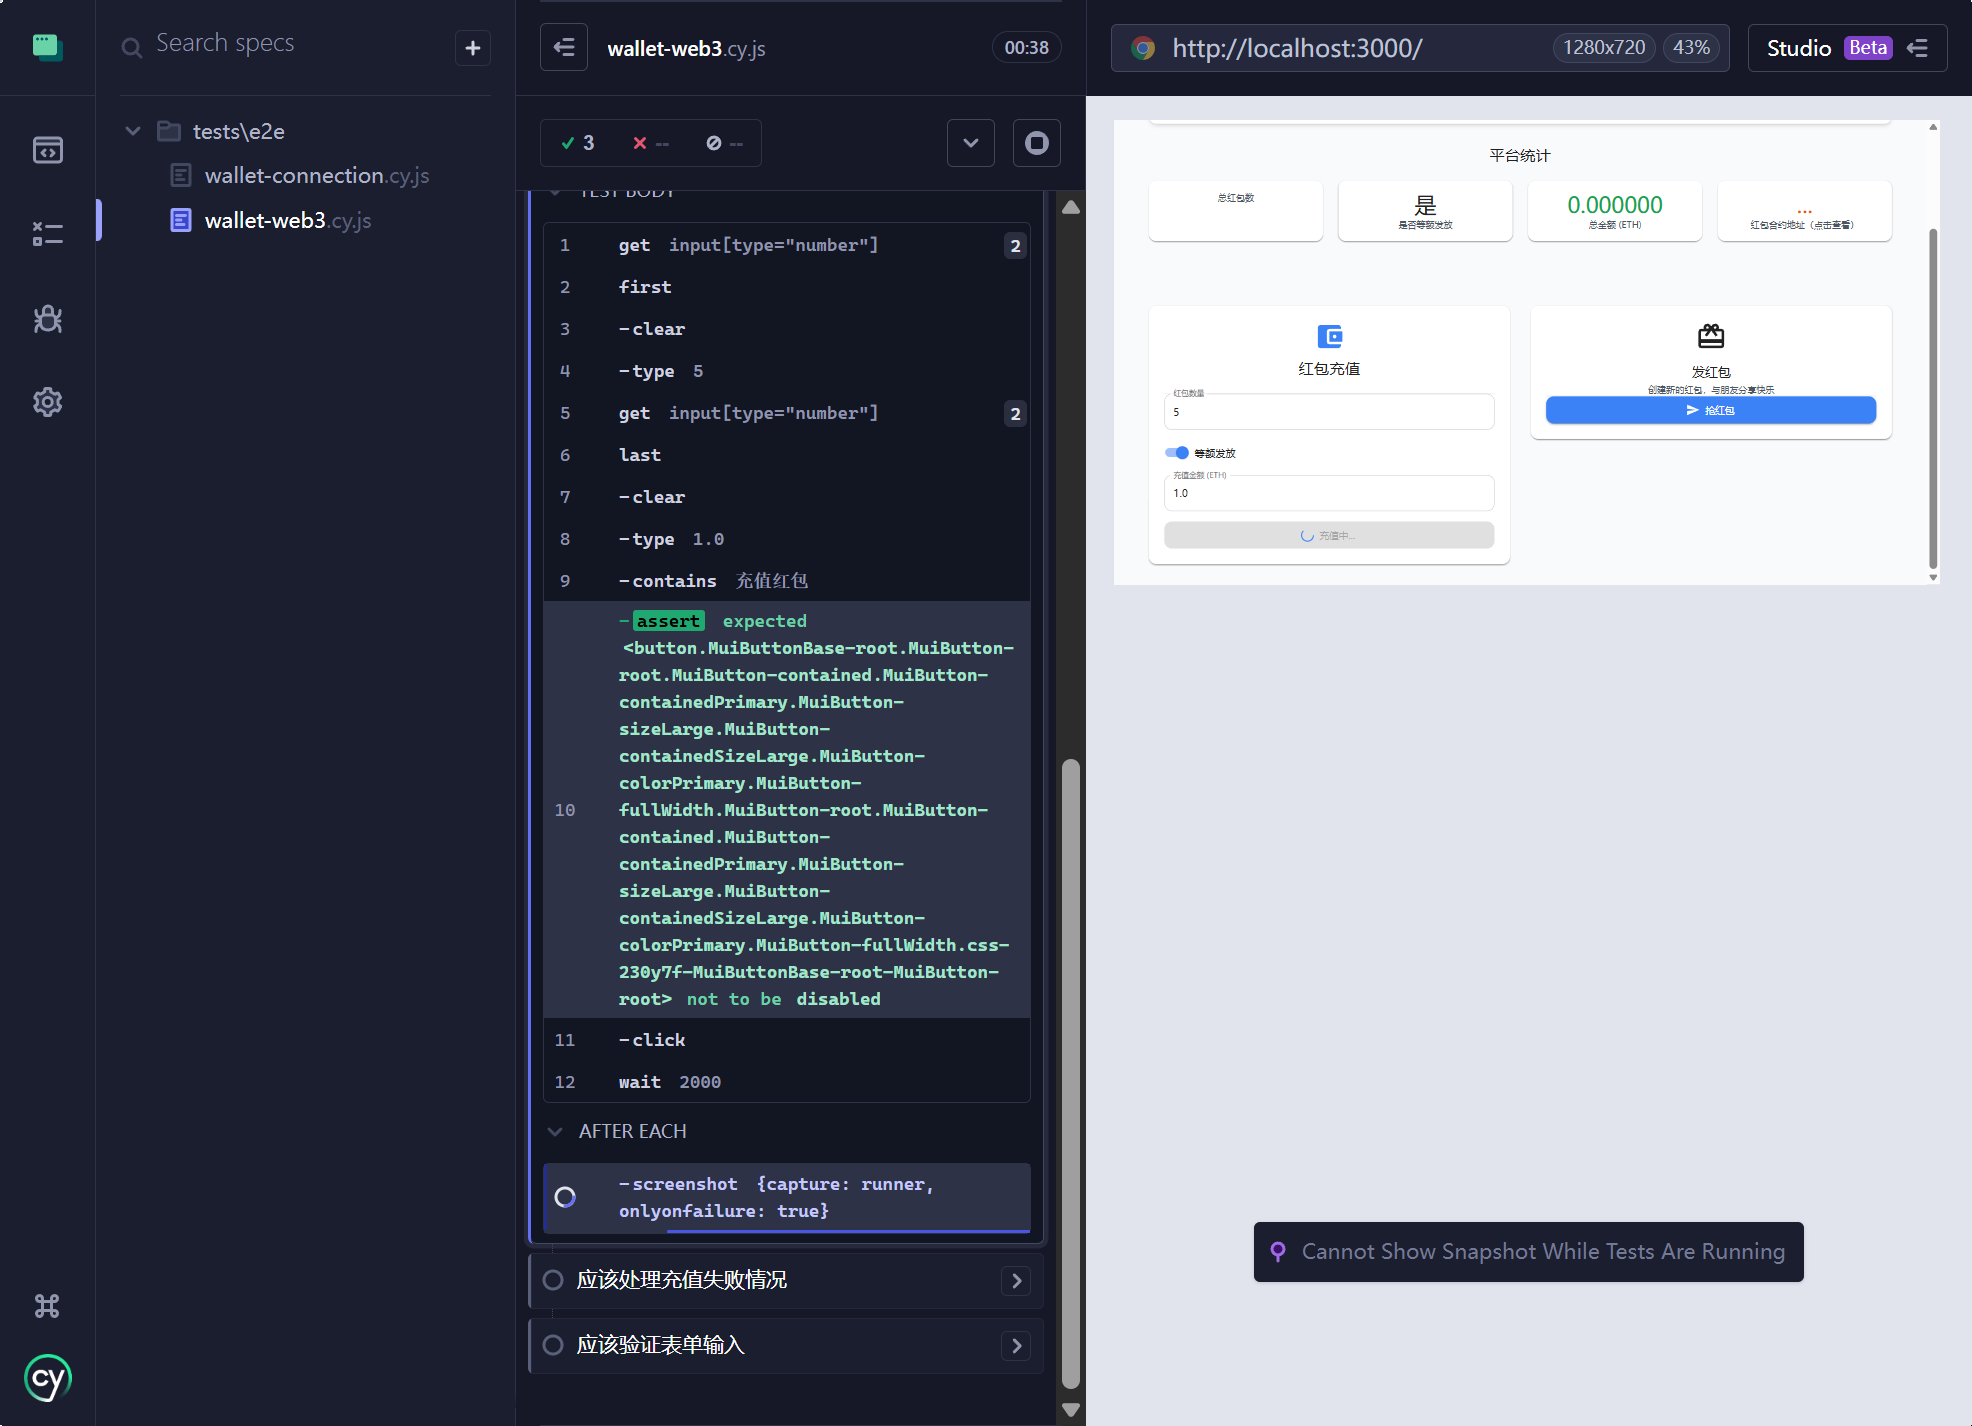 Search specs
+
tests\e2e
wallet-connection.cy.js
wallet-web3.cy.js
cy
wallet-web3.cy.js
00:38
3
--
--
TEST BODY
1 get input[type="number"] 2
2 first
3 -clear
4 -type 5
5 get input[type="number"] 2
6 last
7 -clear
8 -type 1.0
9 -contains 充值红包
10
-assert expected
<button.MuiButtonBase-root.MuiButton-
root.MuiButton-contained.MuiButton-
containedPrimary.MuiButton-
sizeLarge.MuiButton-
containedSizeLarge.MuiButton-
colorPrimary.MuiButton-
fullWidth.MuiButton-root.MuiButton-
contained.MuiButton-
containedPrimary.MuiButton-
sizeLarge.MuiButton-
containedSizeLarge.MuiButton-
colorPrimary.MuiButton-fullWidth.css-
230y7f-MuiButtonBase-root-MuiButton-
root> not to be disabled
11 -click
12 wait 2000
AFTER EACH
-screenshot {capture: runner,
onlyonfailure: true}
应该处理充值失败情况
应该验证表单输入
http://localhost:3000/
1280x720
43%
Studio Beta
平台统计
总红包数
是
是否等额发放
0.000000
总金额 (ETH)
...
红包合约地址（点击查看）
红包充值
红包数量
5
等额发放
充值金额 (ETH)
1.0
充值中...
发红包
创建新的红包，与朋友分享快乐
抢红包
Cannot Show Snapshot While Tests Are Running